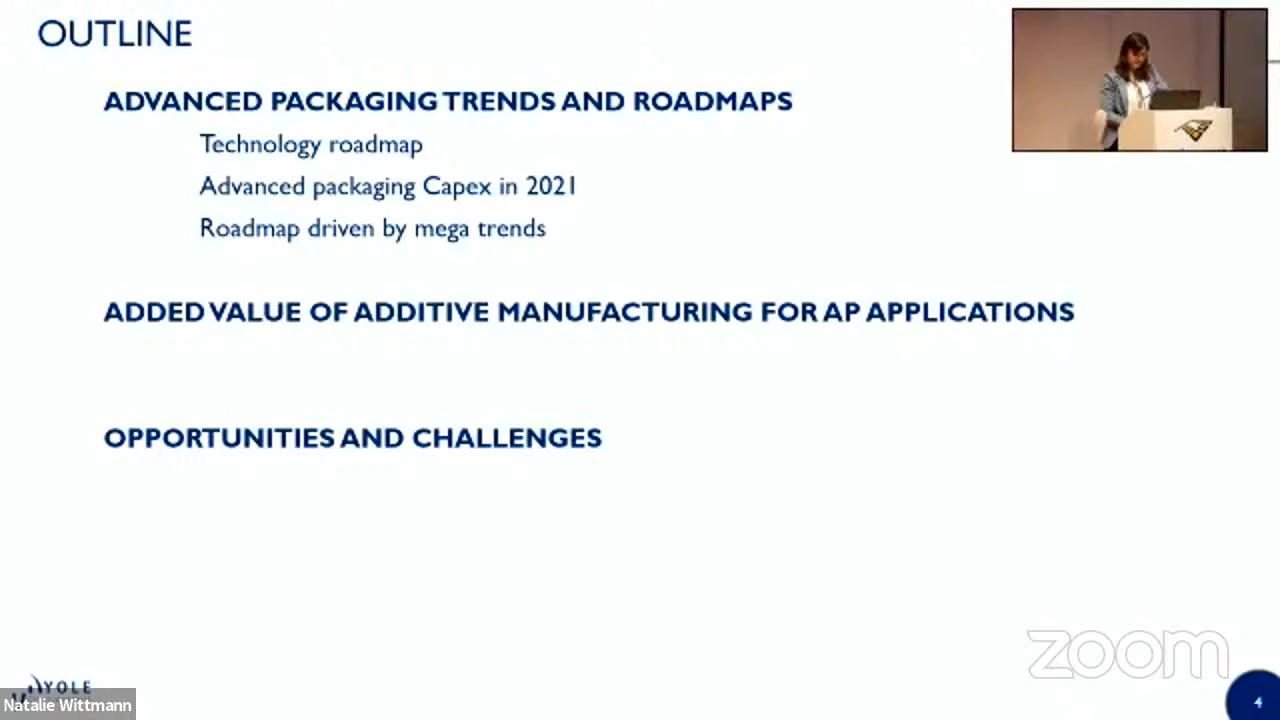 OUTLINE
ADVANCED PACKAGING TRENDS AND ROADMAPS
Technology roadmap
Advanced packaging Capex in 2021
Roadmap driven by mega trends
ADDED VALUE OF ADDITIVE MANUFACTURING FOR AP APPLICATIONS
OPPORTUNITIES AND CHALLENGES
zoom
YOLE
Natalie Wittmann
4